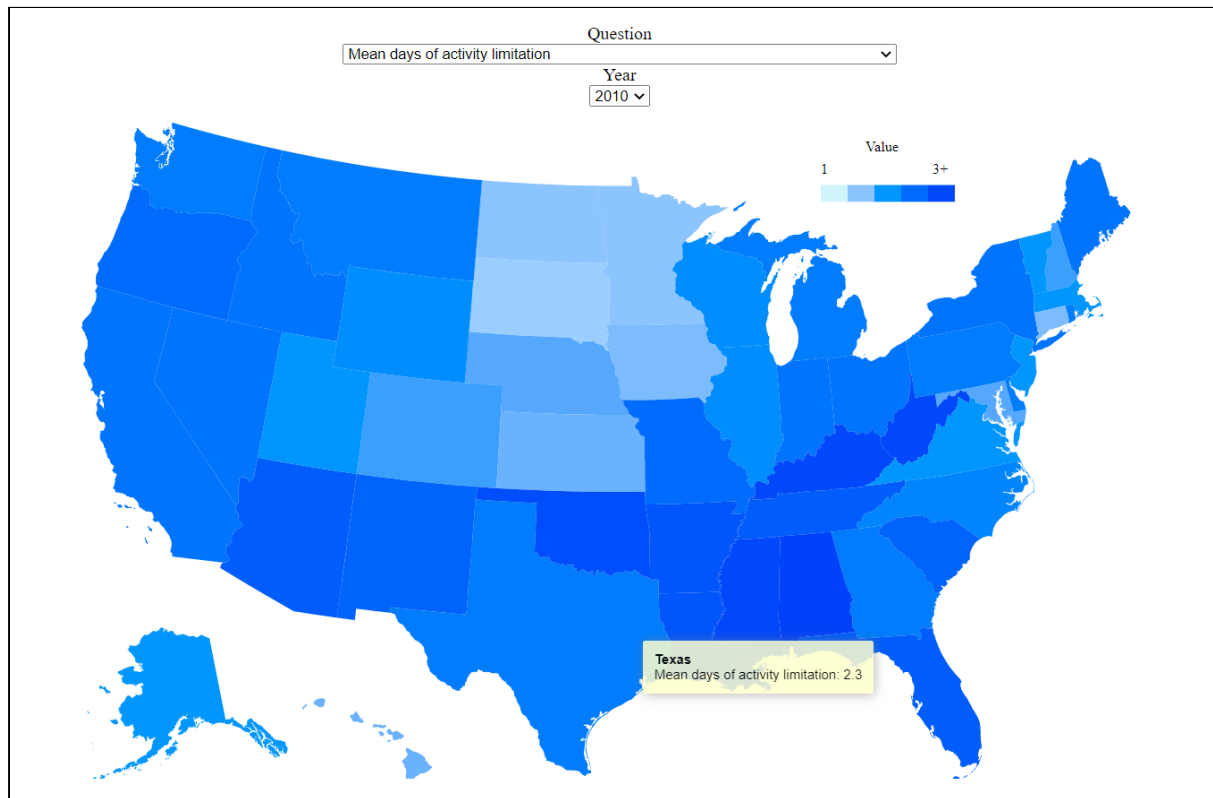 Question
Mean days of activity limitation
Year
2010
Value
1 3+
Texas
Mean days of activity limitation: 2.3